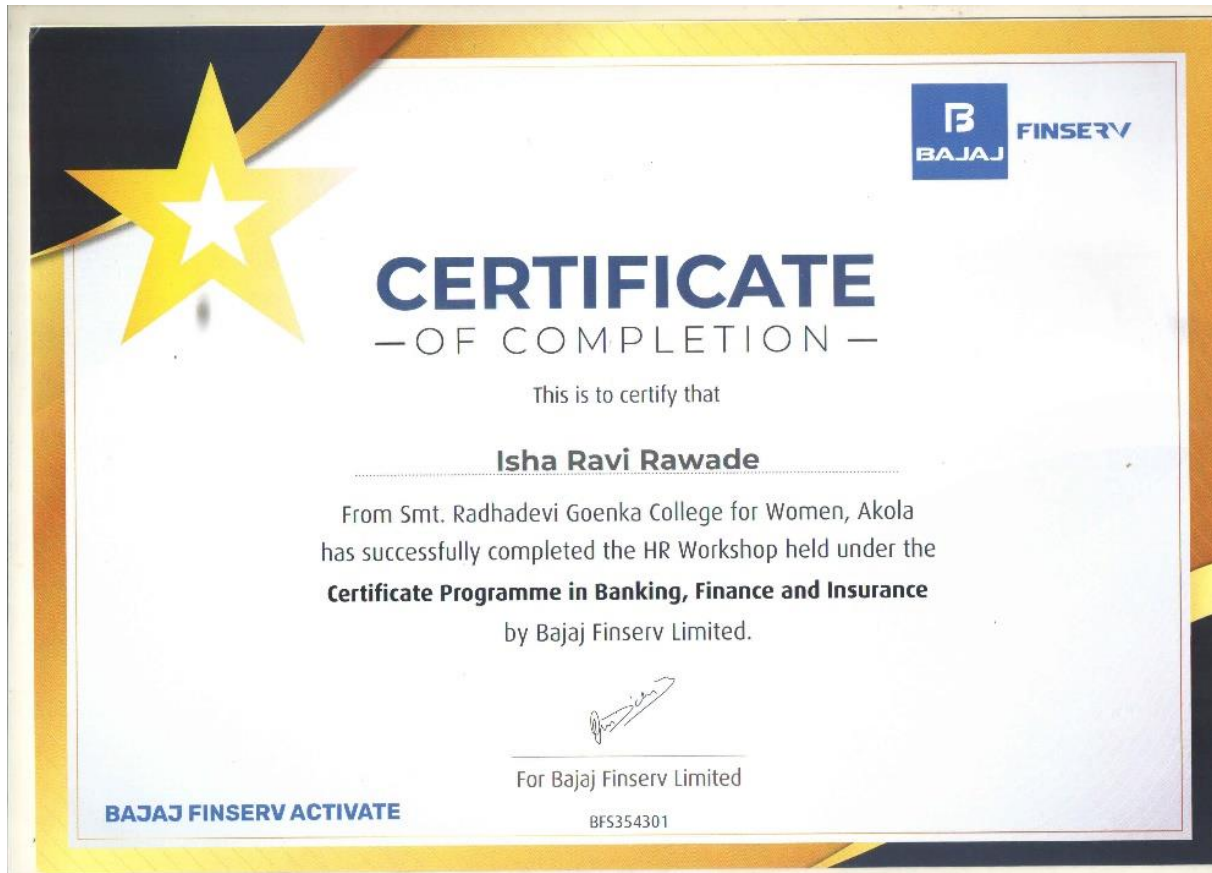 BAJAJ
FINSERV
CERTIFICATE
—OF COMPLETION—
This is to certify that
Isha Ravi Rawade
From Smt. Radhadevi Goenka College for Women, Akola
has successfully completed the HR Workshop held under the
Certificate Programme in Banking, Finance and Insurance
by Bajaj Finserv Limited.
For Bajaj Finserv Limited
BAJAJ FINSERV ACTIVATE
BFS354301